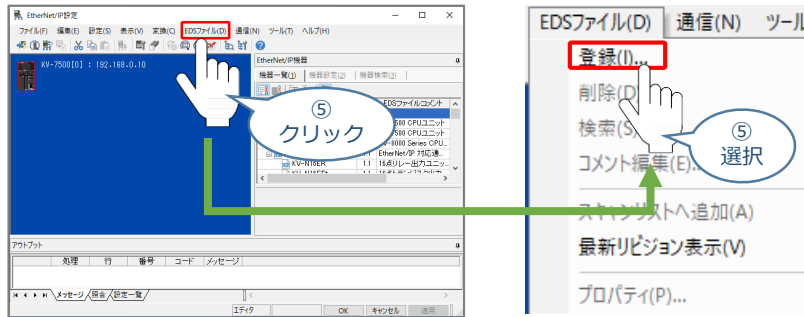 EtherNet/IP設定
ファイル(F) 編集(E) 設定(S) 表示(V) 変換(C) EDSファイル(D) 通信(N) ツール(T) ヘルプ(H)
KV-7500[0] : 192.168.0.10
EtherNet/IP機器
機器一覧(1) 機器設定(2) 機器検索(3)
EDSファイルコメント
500 CPUユニット
500 CPUユニット
-8000 Series CPU...
1.1 EtherNet/IP 対応通...
KV-N16ER 1.1 16点リレー出力ユニッ...
⑤
クリック
アウトプット
処理 行 番号 コード メッセージ
メッセージ 照合 設定一覧
エディタ OK キャンセル 適用
EDSファイル(D) 通信(N) ツール
登録(I)...
削除(D)
検索(S)
コメント編集(E)...
⑤
選択
スキャンリストへ追加(A)
最新リビジョン表示(V)
プロパティ(P)...